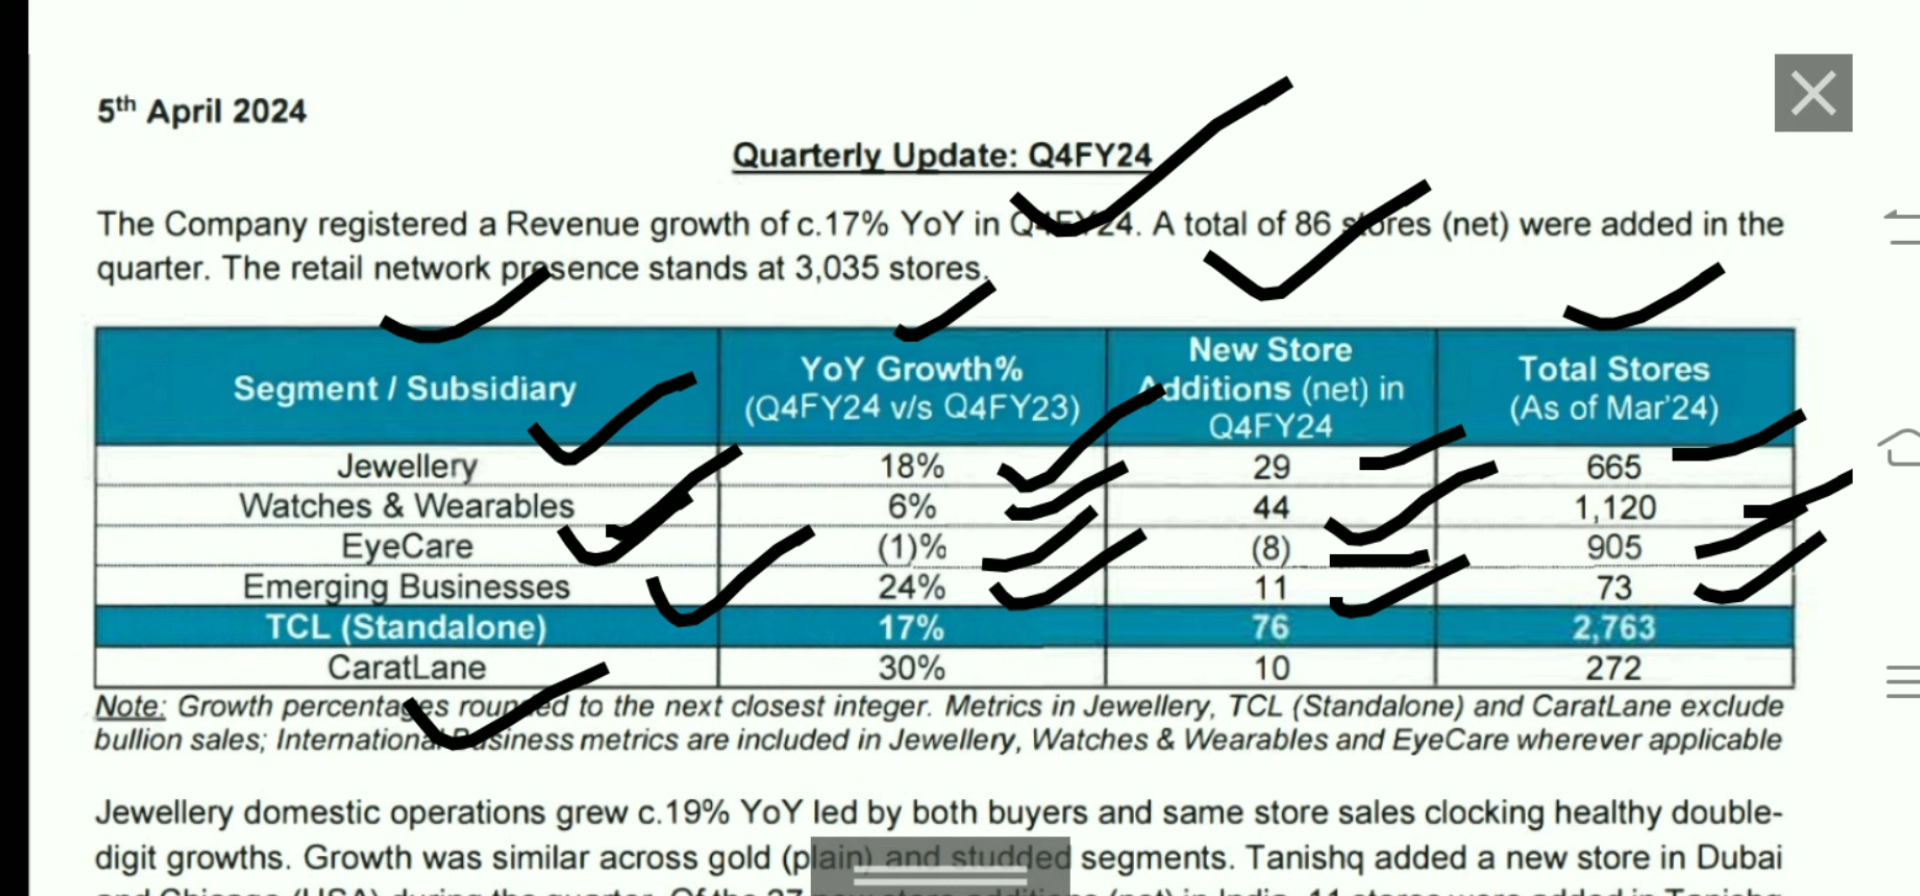 5th April 2024
Quarterly Update: Q4FY24
The Company registered a Revenue growth of c.17% YoY in Q4FY24. A total of 86 stores (net) were added in the
quarter. The retail network presence stands at 3,035 stores.
Segment / Subsidiary YoY Growth% (Q4FY24 v/s Q4FY23) New Store Additions (net) in Q4FY24 Total Stores (As of Mar'24)
Jewellery 18% 29 665
Watches & Wearables 6% 44 1,120
EyeCare (1)% (8) 905
Emerging Businesses 24% 11 73
TCL (Standalone) 17% 76 2,763
CaratLane 30% 10 272
Note: Growth percentages rounded to the next closest integer. Metrics in Jewellery, TCL (Standalone) and CaratLane exclude
bullion sales; International Business metrics are included in Jewellery, Watches & Wearables and EyeCare wherever applicable
Jewellery domestic operations grew c.19% YoY led by both buyers and same store sales clocking healthy double-
digit growths. Growth was similar across gold (plain) and studded segments. Tanishq added a new store in Dubai